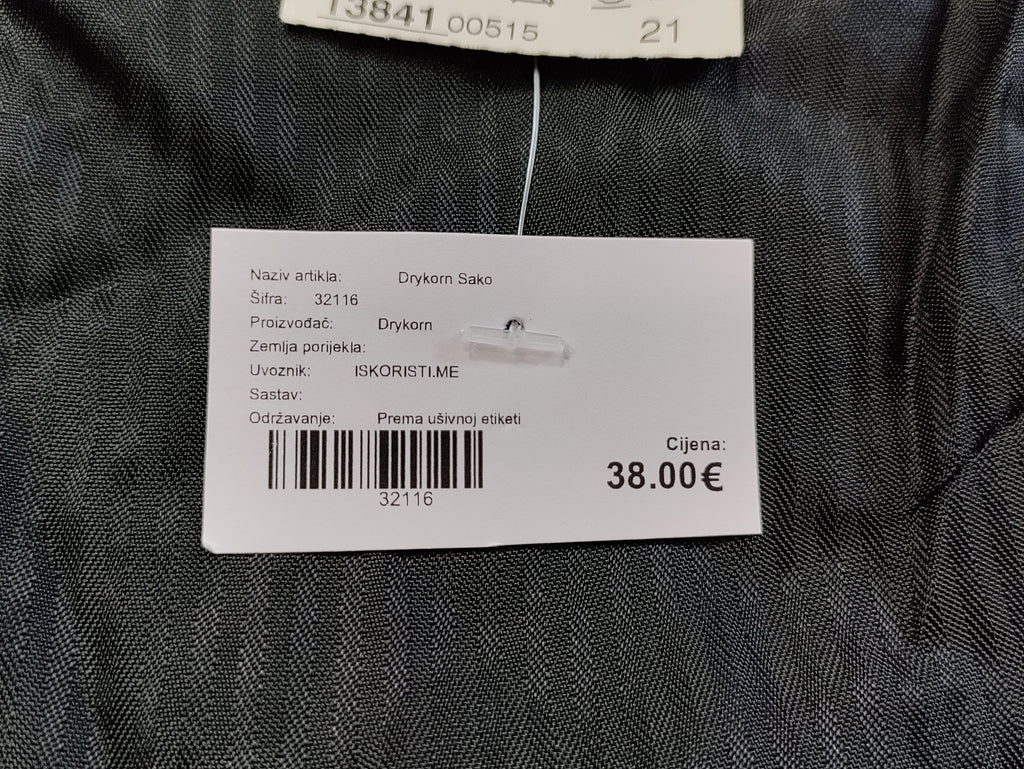 13841 00515 21
Naziv artikla: Drykorn Sako
Šifra: 32116
Proizvođač: Drykorn
Zemlja porijekla:
Uvoznik: ISKORISTI.ME
Sastav:
Održavanje: Prema ušivnoj etiketi
32116
Cijena:
38.00€